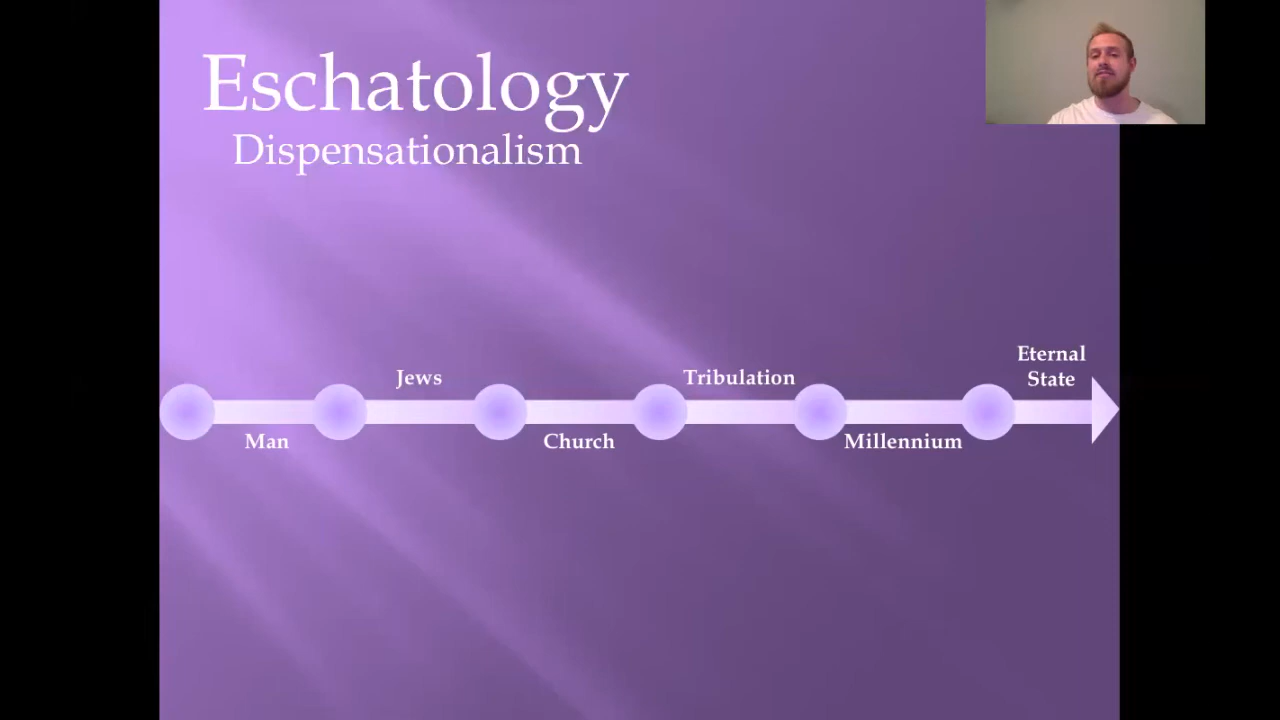 Eschatology
Dispensationalism
Man
Jews
Church
Tribulation
Millennium
Eternal
State